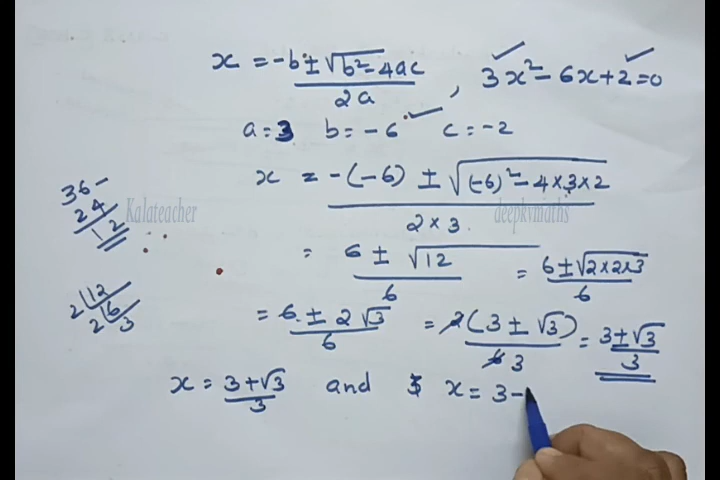 x = -b ± √b² - 4ac / 2a , 3x² - 6x + 2 = 0
a = 3 b = -6 c = -2
x = -(-6) ± √(-6)² - 4×3×2 / 2×3
36 -
24
12
Kalateacher deepkvmaths
= 6 ± √12 / 6 = 6 ± √2×2×3 / 6
2 | 12
2 | 6
3
= 6 ± 2√3 / 6 = 2(3 ± √3) / 6 3 = 3 ± √3 / 3
x = 3 + √3 / 3 and x = 3 -